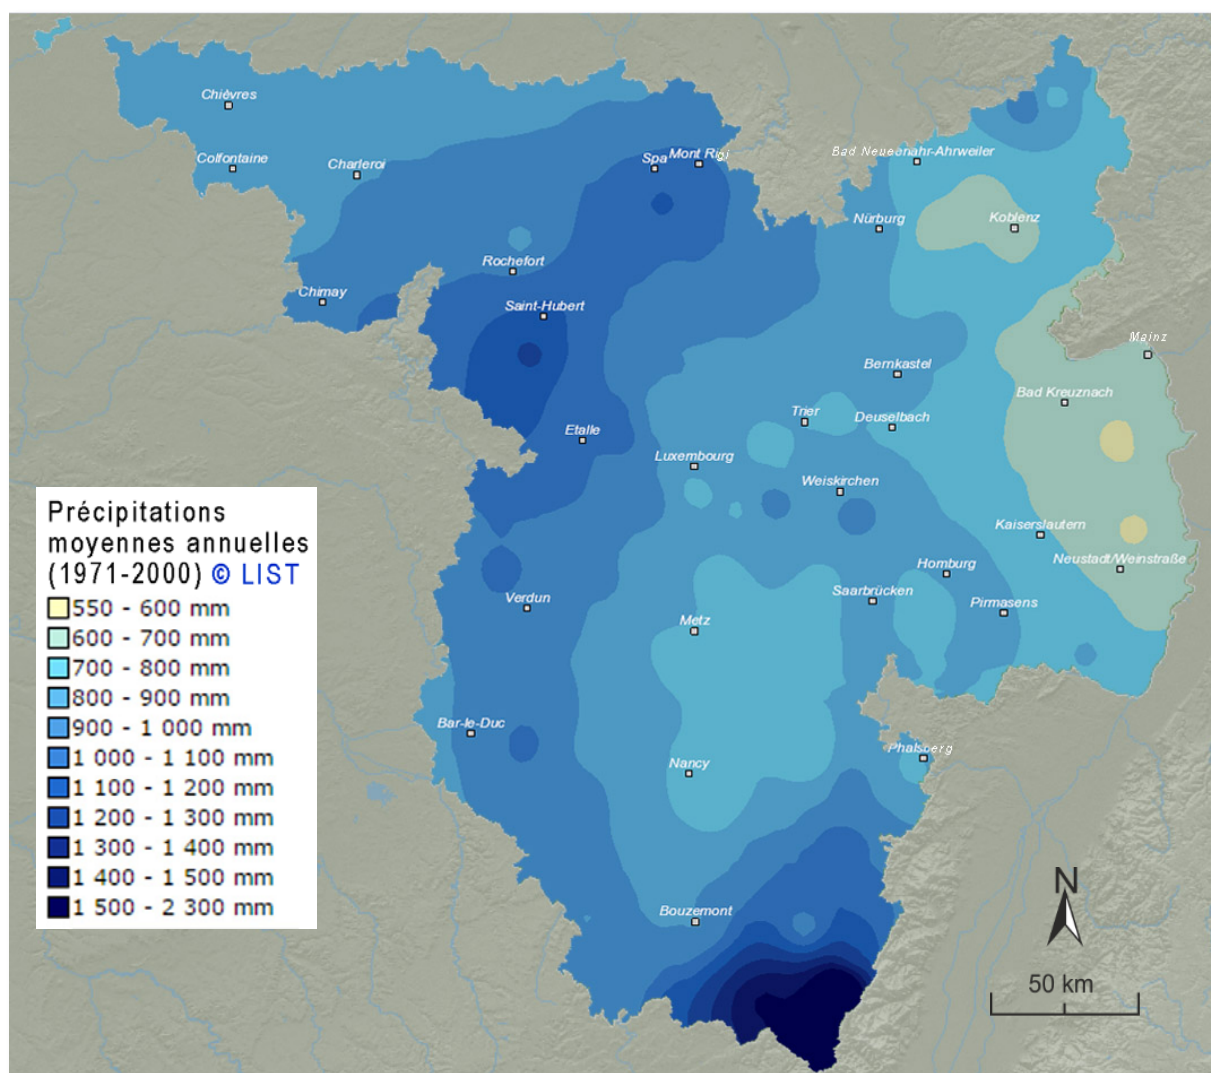 Chièvres
Colfontaine
Charleroi
Spa
Mont Rigi
Bad Neuenahr-Ahrweiler
Nürburg
Koblenz
Rochefort
Chimay
Saint-Hubert
Mainz
Bernkastel
Bad Kreuznach
Trier
Deuselbach
Etalle
Luxembourg
Weiskirchen
Kaiserslautern
Neustadt/Weinstraße
Homburg
Saarbrücken
Pirmasens
Verdun
Metz
Bar-le-Duc
Phalsberg
Nancy
Bouzemont
Précipitations
moyennes annuelles
(1971-2000) © LIST
550 - 600 mm
600 - 700 mm
700 - 800 mm
800 - 900 mm
900 - 1 000 mm
1 000 - 1 100 mm
1 100 - 1 200 mm
1 200 - 1 300 mm
1 300 - 1 400 mm
1 400 - 1 500 mm
1 500 - 2 300 mm
N
50 km